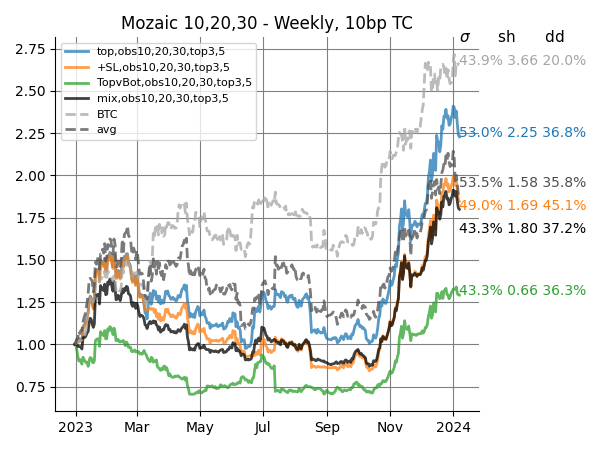 Mozaic 10,20,30 - Weekly, 10bp TC
σ sh dd
top,obs10,20,30,top3,5
+SL,obs10,20,30,top3,5
TopvBot,obs10,20,30,top3,5
mix,obs10,20,30,top3,5
BTC
avg
43.9% 3.66 20.0%
53.0% 2.25 36.8%
53.5% 1.58 35.8%
49.0% 1.69 45.1%
43.3% 1.80 37.2%
43.3% 0.66 36.3%
2.75
2.50
2.25
2.00
1.75
1.50
1.25
1.00
0.75
2023 Mar May Jul Sep Nov 2024